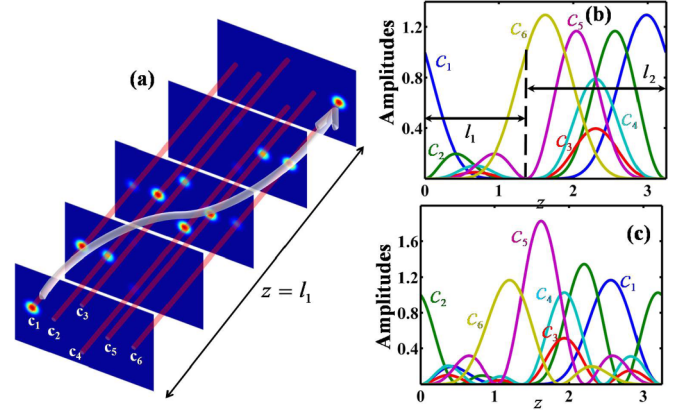 (a)
c₁
c₂
c₃
c₄
c₅
c₆
z = l₁
(b)
Amplitudes
1.2
0.8
0.4
C₁
C₂
C₆
C₅
C₄
C₃
l₁
l₂
0
1
2
3
z
(c)
Amplitudes
1.6
1.2
0.8
0.4
C₂
C₆
C₅
C₄
C₃
C₁
0
1
2
3
z